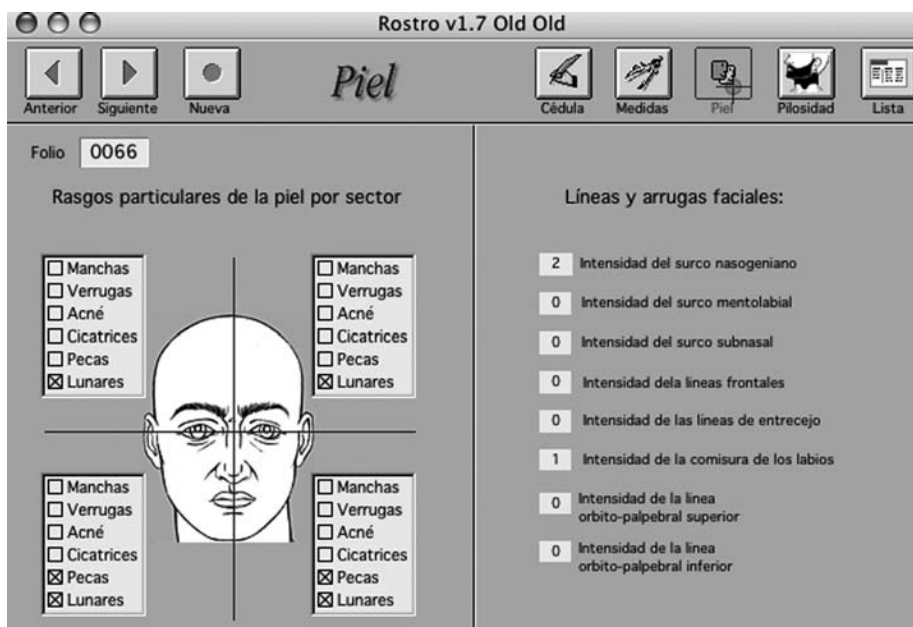 Rostro v1.7 Old Old
Anterior
Siguiente
Nueva
Piel
Cédula
Medidas
Piel
Pilosidad
Lista
Folio 0066
Rasgos particulares de la piel por sector
Manchas
Verrugas
Acné
Cicatrices
Pecas
Lunares
Manchas
Verrugas
Acné
Cicatrices
Pecas
Lunares
Manchas
Verrugas
Acné
Cicatrices
Pecas
Lunares
Manchas
Verrugas
Acné
Cicatrices
Pecas
Lunares
Líneas y arrugas faciales:
2 Intensidad del surco nasogeniano
0 Intensidad del surco mentolabial
0 Intensidad del surco subnasal
0 Intensidad dela lineas frontales
0 Intensidad de las líneas de entrecejo
1 Intensidad de la comisura de los labios
0 Intensidad de la linea
orbito-palpebral superior
0 Intensidad de la linea
orbito-palpebral inferior